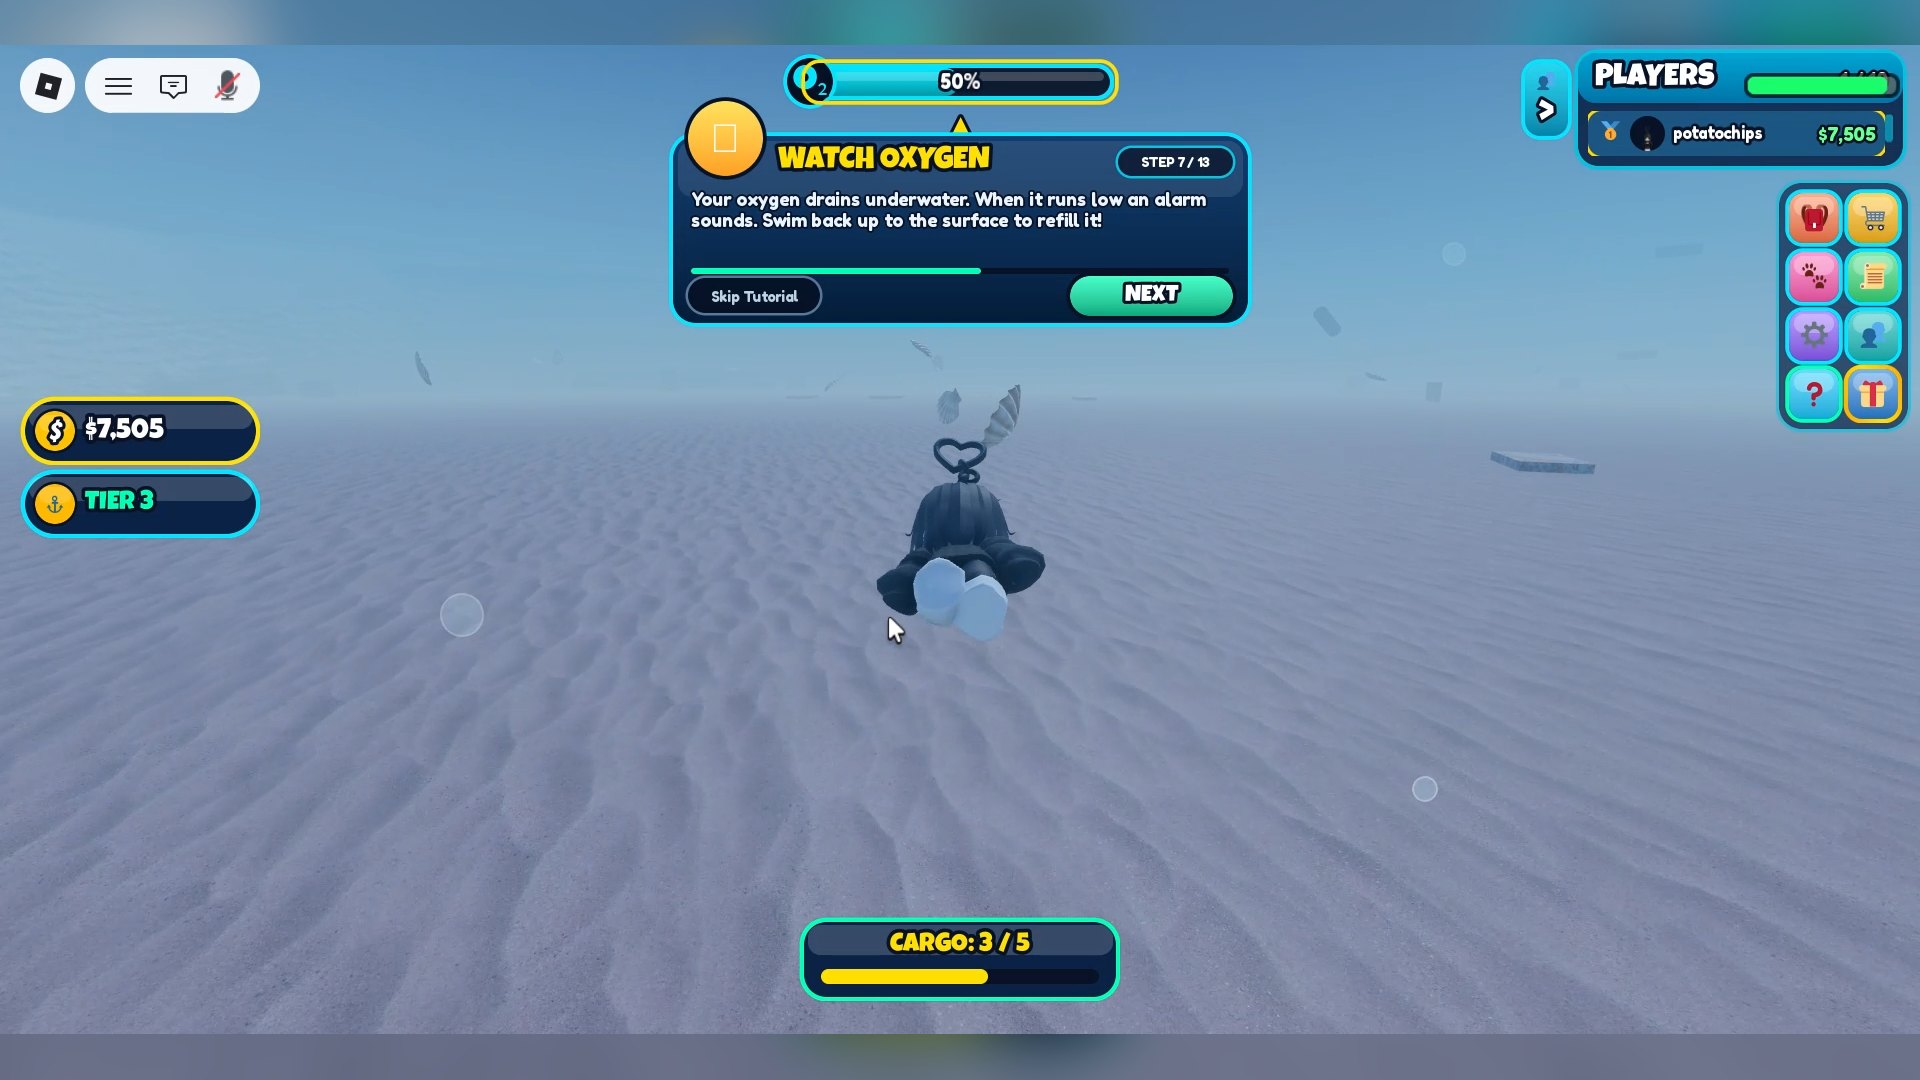 2
50%
PLAYERS
potatochips
$7,505
WATCH OXYGEN
STEP 7 / 13
Your oxygen drains underwater. When it runs low an alarm
sounds. Swim back up to the surface to refill it!
Skip Tutorial
NEXT
$7,505
TIER 3
CARGO: 3 / 5